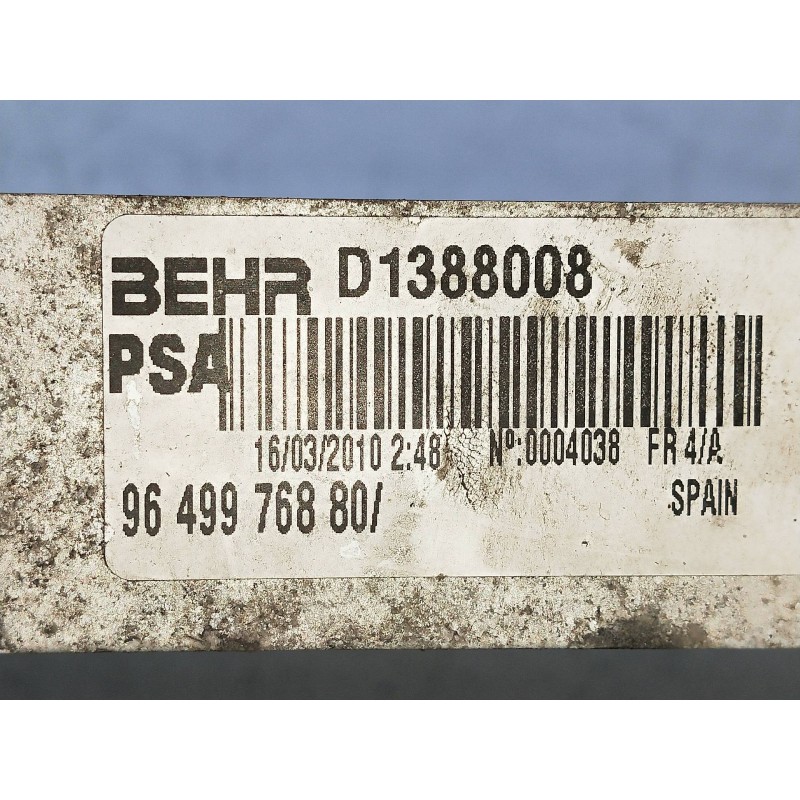 BEHR D1388008
PSA
16/03/2010 2:48 Nº:0004038 FR 4/A
96 499 768 80/ SPAIN